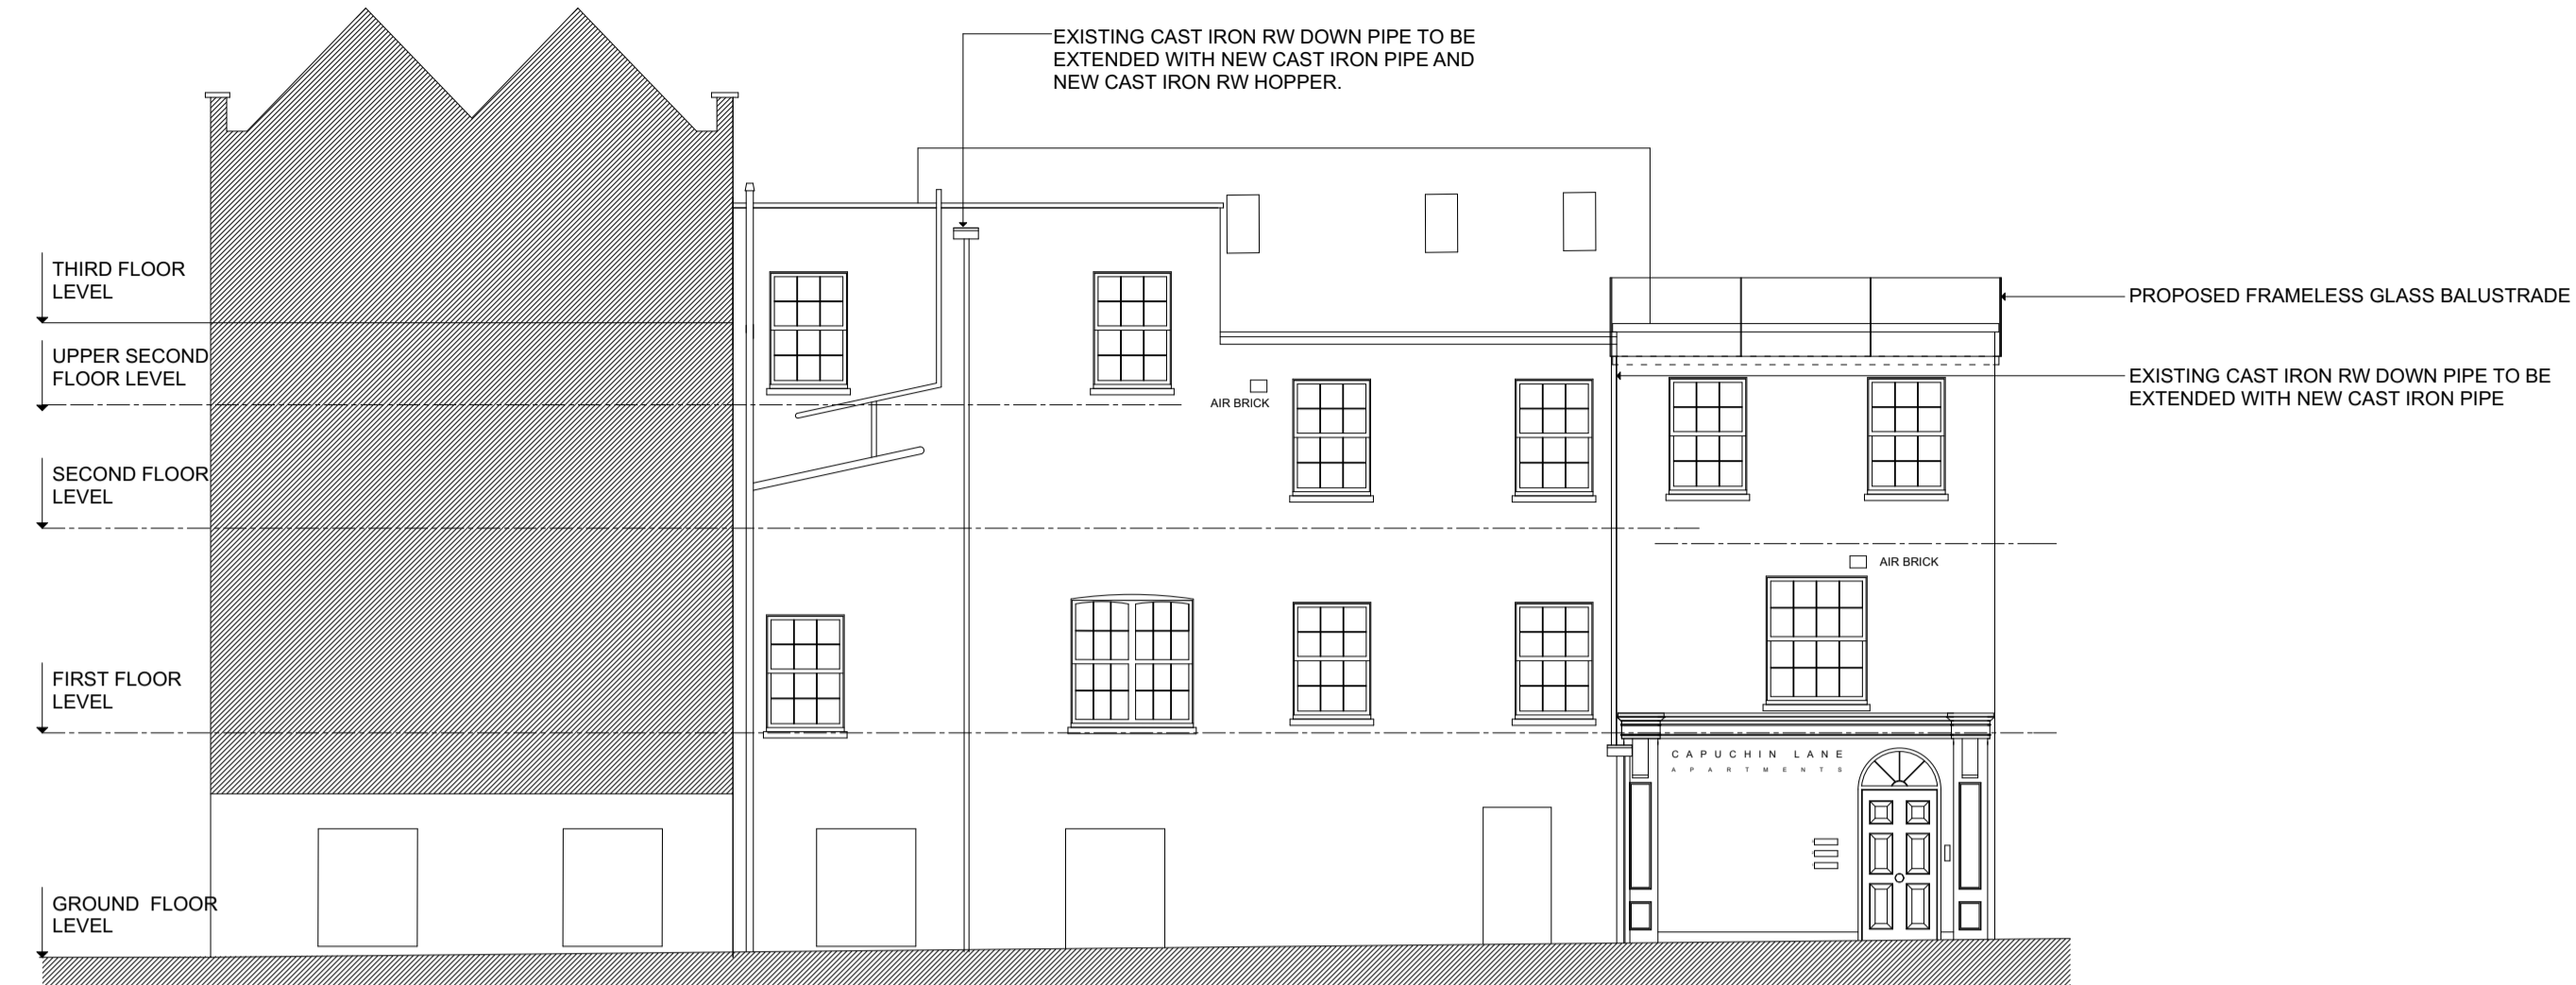 EXISTING CAST IRON RW DOWN PIPE TO BE
EXTENDED WITH NEW CAST IRON PIPE AND
NEW CAST IRON RW HOPPER.
THIRD FLOOR
LEVEL
PROPOSED FRAMELESS GLASS BALUSTRADE
UPPER SECOND
FLOOR LEVEL
EXISTING CAST IRON RW DOWN PIPE TO BE
EXTENDED WITH NEW CAST IRON PIPE
AIR BRICK
SECOND FLOOR
LEVEL
AIR BRICK
FIRST FLOOR
LEVEL
CAPUCHIN LANE
APARTMENTS
GROUND FLOOR
LEVEL